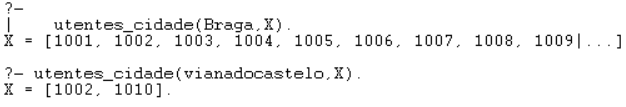 ?-
|    utentes_cidade(Braga,X).
X = [1001, 1002, 1003, 1004, 1005, 1006, 1007, 1008, 1009|...]
?- utentes_cidade(vianadocastelo,X).
X = [1002, 1010].